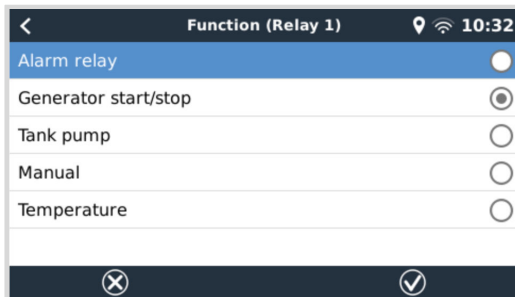 Function (Relay 1) 10:32
Alarm relay
Generator start/stop
Tank pump
Manual
Temperature